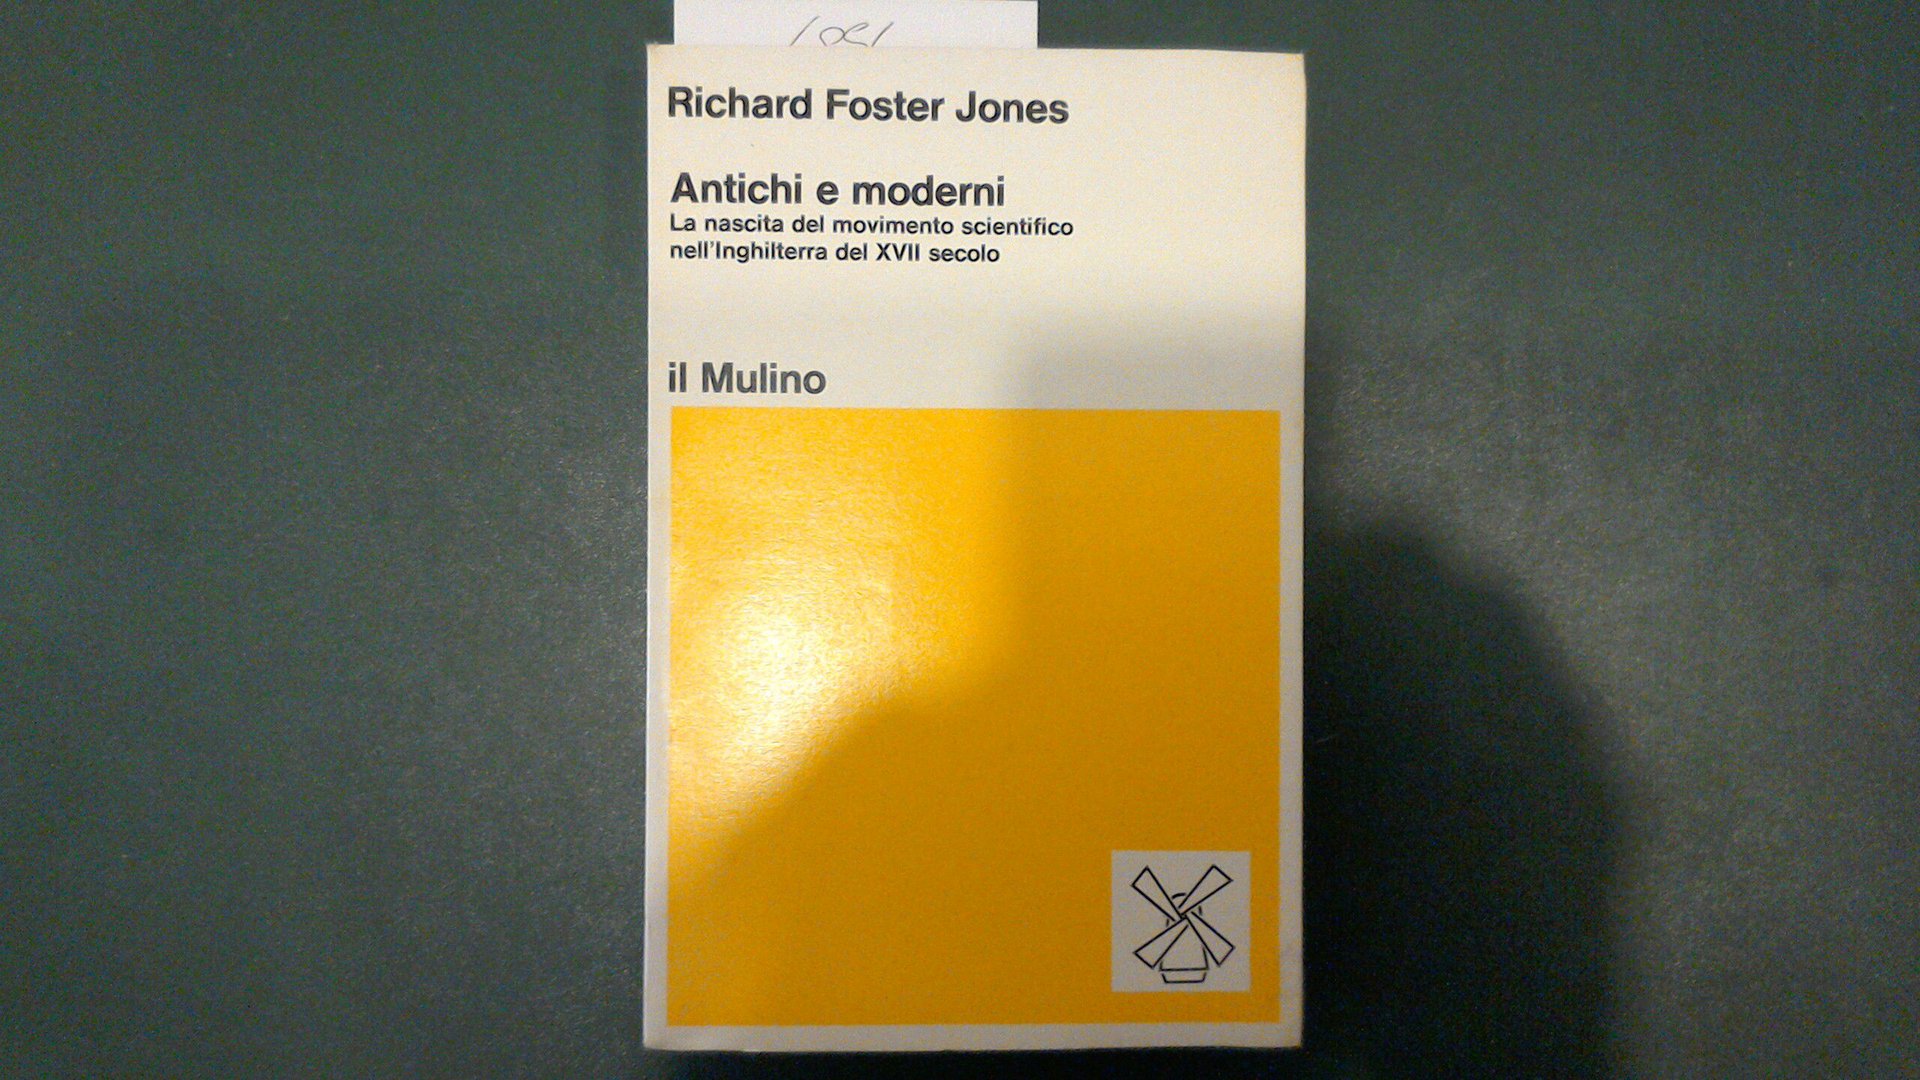 Richard Foster Jones
Antichi e moderni
La nascita del movimento scientifico
nell'Inghilterra del XVII secolo
il Mulino